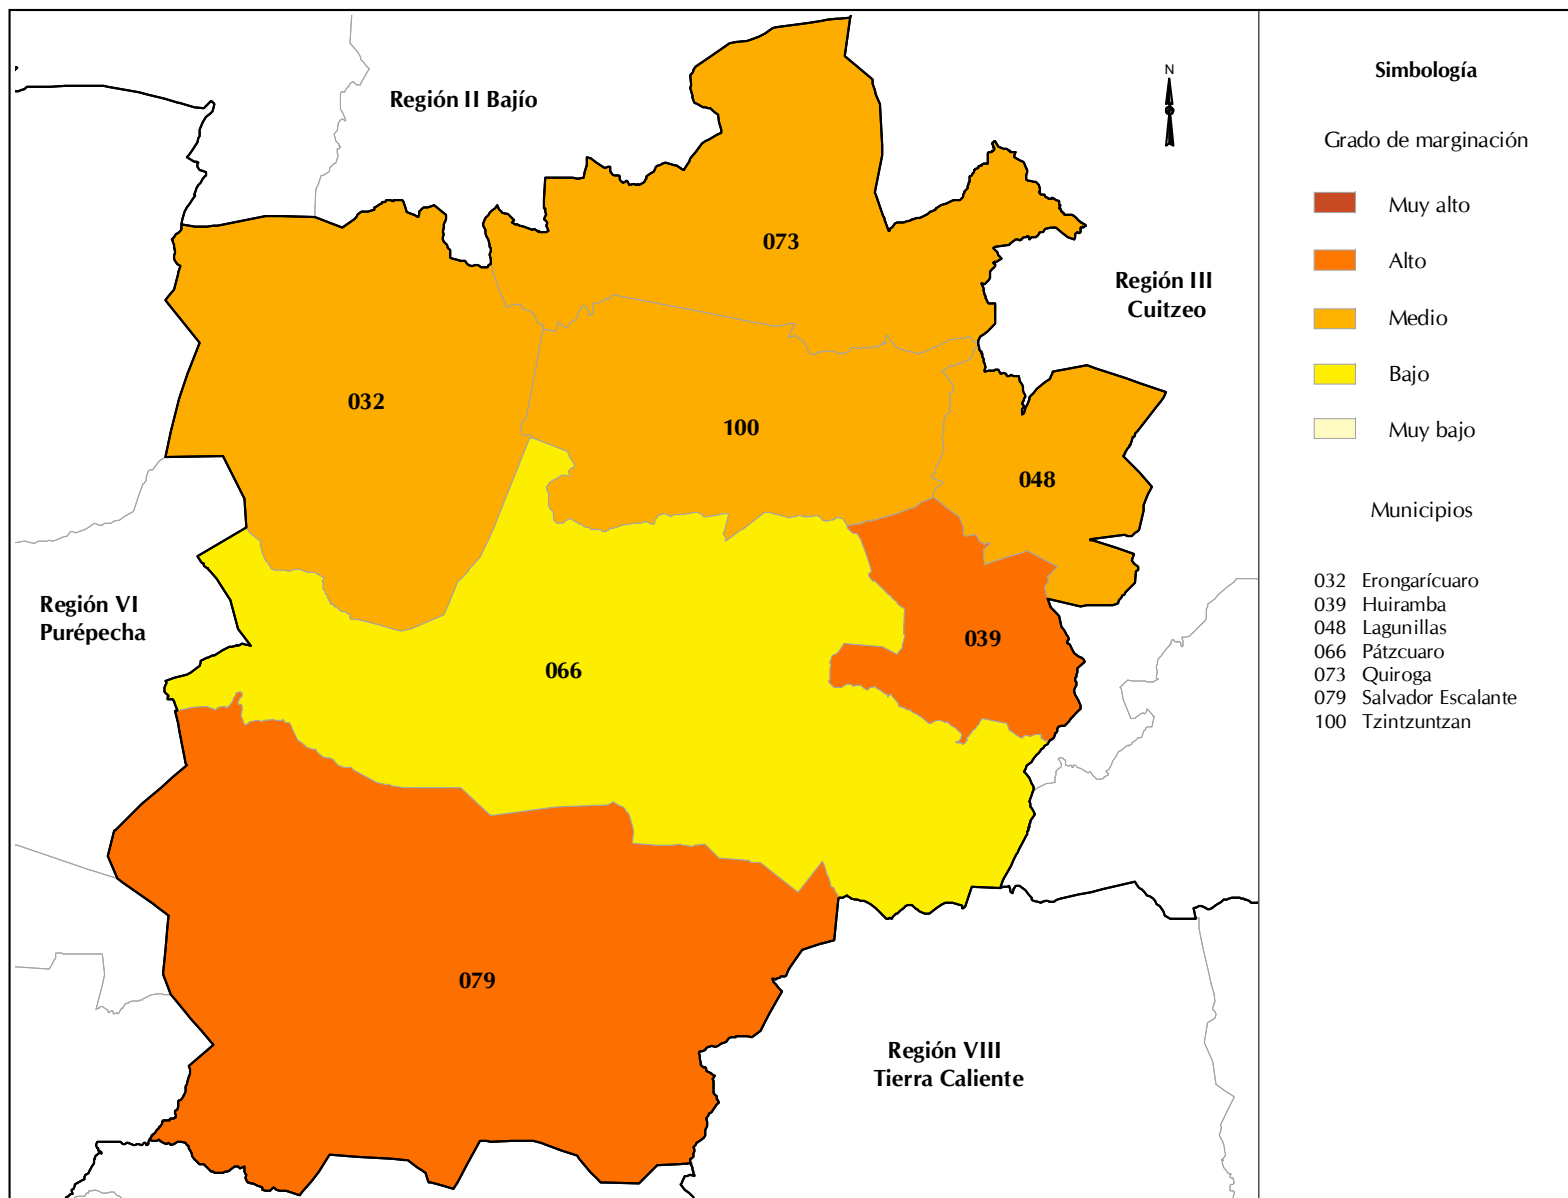 Región II Bajío
N
073
Región III
Cuitzeo
032
100
048
Región VI
Purépecha
039
066
079
Región VIII
Tierra Caliente
Simbología
Grado de marginación
Muy alto
Alto
Medio
Bajo
Muy bajo
Municipios
032 Erongarícuaro
039 Huiramba
048 Lagunillas
066 Pátzcuaro
073 Quiroga
079 Salvador Escalante
100 Tzintzuntzan